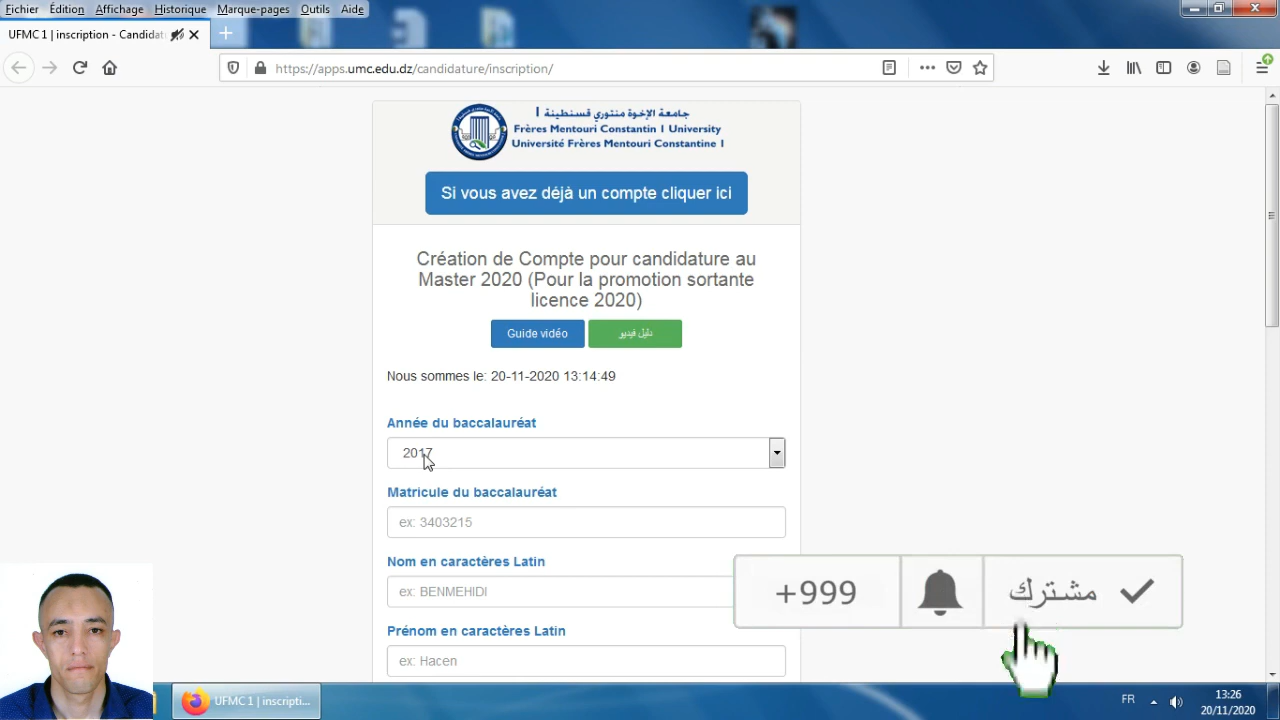 Fichier Édition Affichage Historique Marque-pages Outils Aide
UFMC 1 | inscription - Candidat
https://apps.umc.edu.dz/candidature/inscription/
جامعة الإخوة منتوري قسنطينة 1
Frères Mentouri Constantin 1 University
Université Frères Mentouri Constantine 1
Si vous avez déjà un compte cliquer ici
Création de Compte pour candidature au
Master 2020 (Pour la promotion sortante
licence 2020)
Guide vidéo دليل فيديو
Nous sommes le: 20-11-2020 13:14:49
Année du baccalauréat
2017
Matricule du baccalauréat
ex: 3403215
Nom en caractères Latin
ex: BENMEHIDI
Prénom en caractères Latin
ex: Hacen
+999 مشترك
UFMC 1 | inscripti...
FR
13:26
20/11/2020